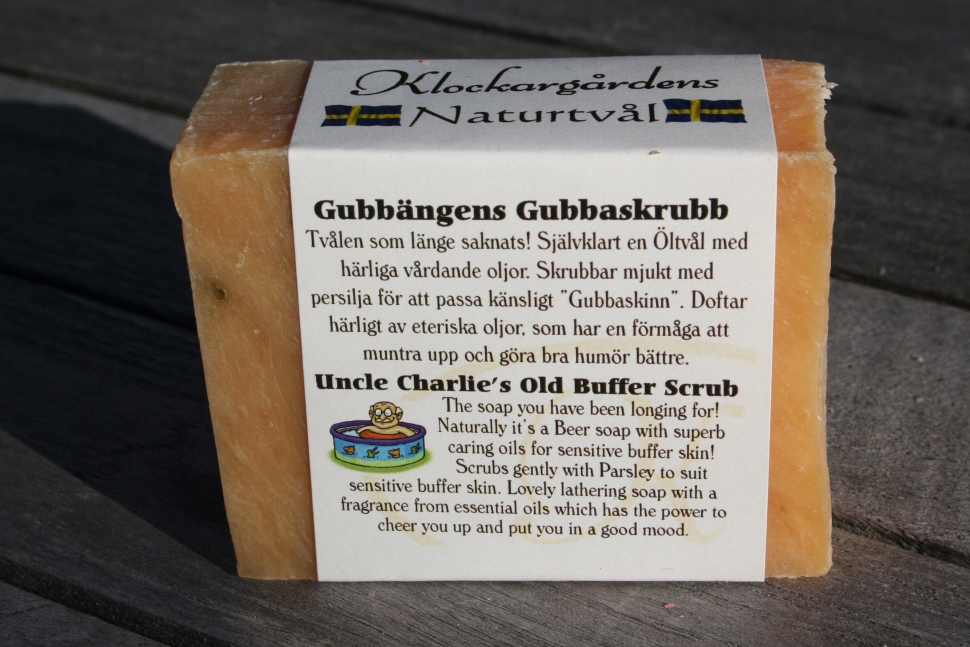 Klockargårdens
Naturtvål
Gubbängens Gubbaskrubb
Tvålen som länge saknats! Självklart en Öltvål med
härliga vårdande oljor. Skrubbar mjukt med
persilja för att passa känsligt "Gubbaskinn". Doftar
härligt av eteriska oljor, som har en förmåga att
muntra upp och göra bra humör bättre.
Uncle Charlie's Old Buffer Scrub
The soap you have been longing for!
Naturally it's a Beer soap with superb
caring oils for sensitive buffer skin!
Scrubs gently with Parsley to suit
sensitive buffer skin. Lovely lathering soap with a
fragrance from essential oils which has the power to
cheer you up and put you in a good mood.